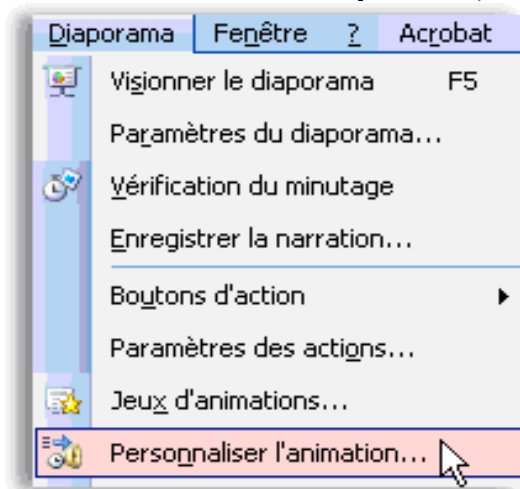 Diaporama Fenêtre ? Acrobat
Visionner le diaporama F5
Paramètres du diaporama...
Vérification du minutage
Enregistrer la narration...
Boutons d'action
Paramètres des actions...
Jeux d'animations...
Personnaliser l'animation...